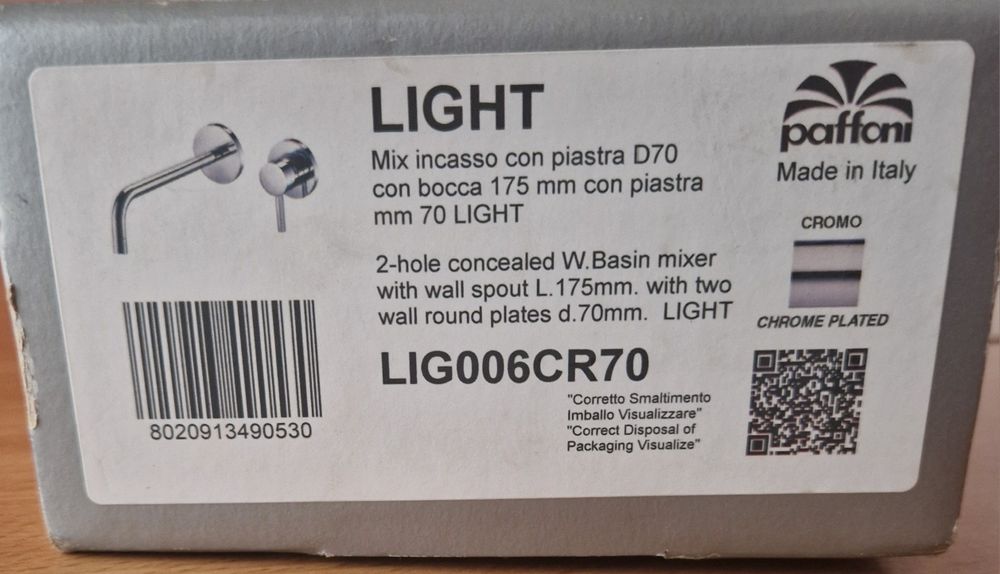 LIGHT
Mix incasso con piastra D70
con bocca 175 mm con piastra
mm 70 LIGHT
2-hole concealed W.Basin mixer
with wall spout L.175mm. with two
wall round plates d.70mm. LIGHT
LIG006CR70
"Corretto Smaltimento
Imballo Visualizzare"
"Correct Disposal of
Packaging Visualize"
8020913490530
paffoni
Made in Italy
CROMO
CHROME PLATED